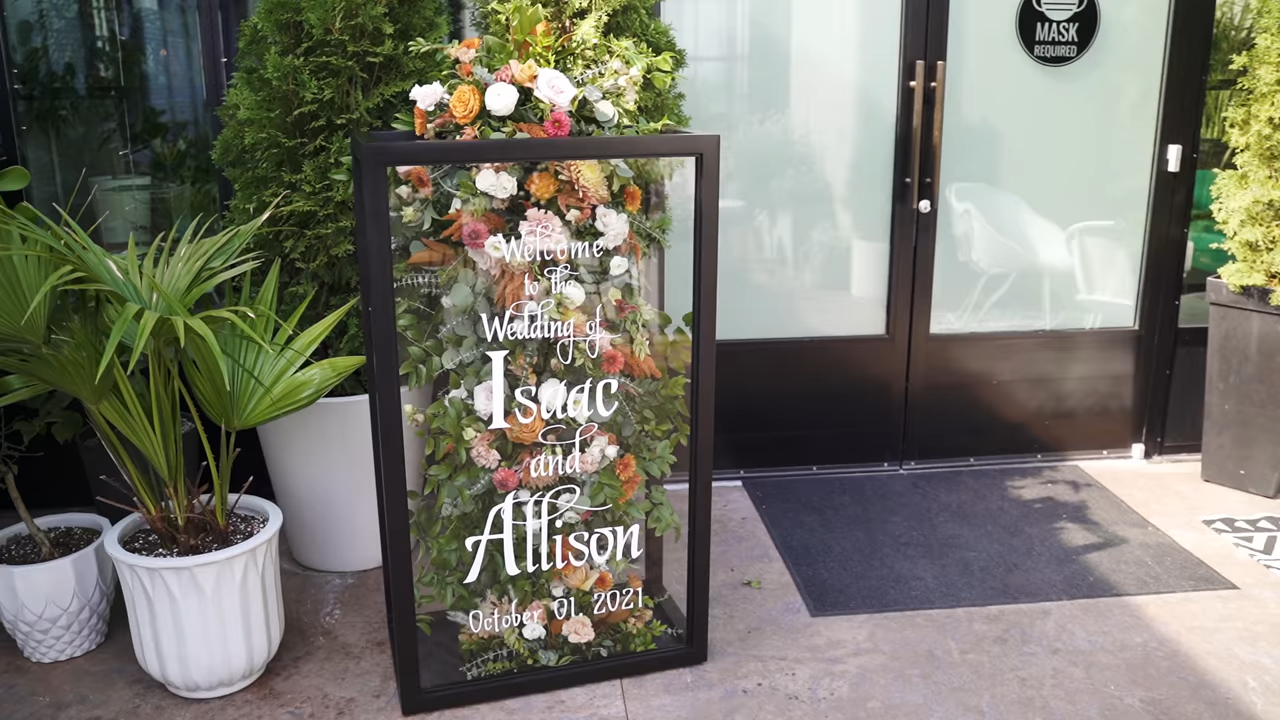 MASK
REQUIRED
Welcome
to the
Wedding of
Isaac
and
Allison
October 01, 2021